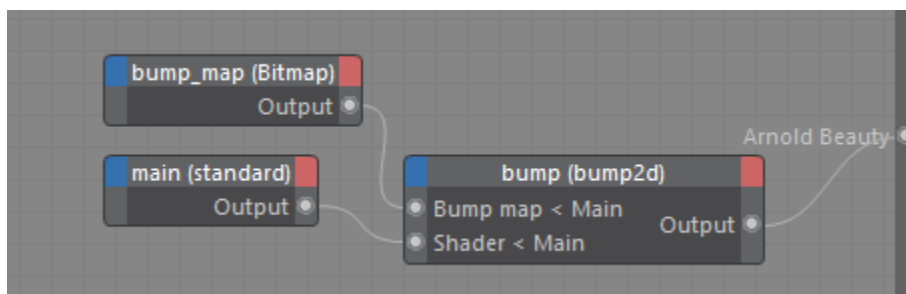 bump_map (Bitmap)
Output
main (standard)
Output
bump (bump2d)
Bump map < Main
Shader < Main
Output
Arnold Beauty